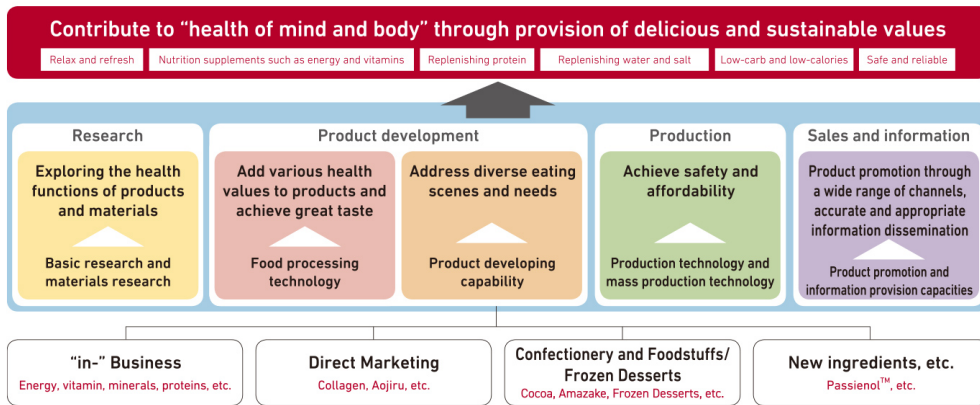 Contribute to “health of mind and body” through provision of delicious and sustainable values
Relax and refresh
Nutrition supplements such as energy and vitamins
Replenishing protein
Replenishing water and salt
Low-carb and low-calories
Safe and reliable
Research
Exploring the health
functions of products
and materials
Basic research and
materials research
Product development
Add various health
values to products and
achieve great taste
Food processing
technology
Address diverse eating
scenes and needs
Product developing
capability
Production
Achieve safety and
affordability
Production technology and
mass production technology
Sales and information
Product promotion through
a wide range of channels,
accurate and appropriate
information dissemination
Product promotion and
information provision capacities
“in-” Business
Energy, vitamin, minerals, proteins, etc.
Direct Marketing
Collagen, Aojiru, etc.
Confectionery and Foodstuffs/
Frozen Desserts
Cocoa, Amazake, Frozen Desserts, etc.
New ingredients, etc.
Passienol™, etc.